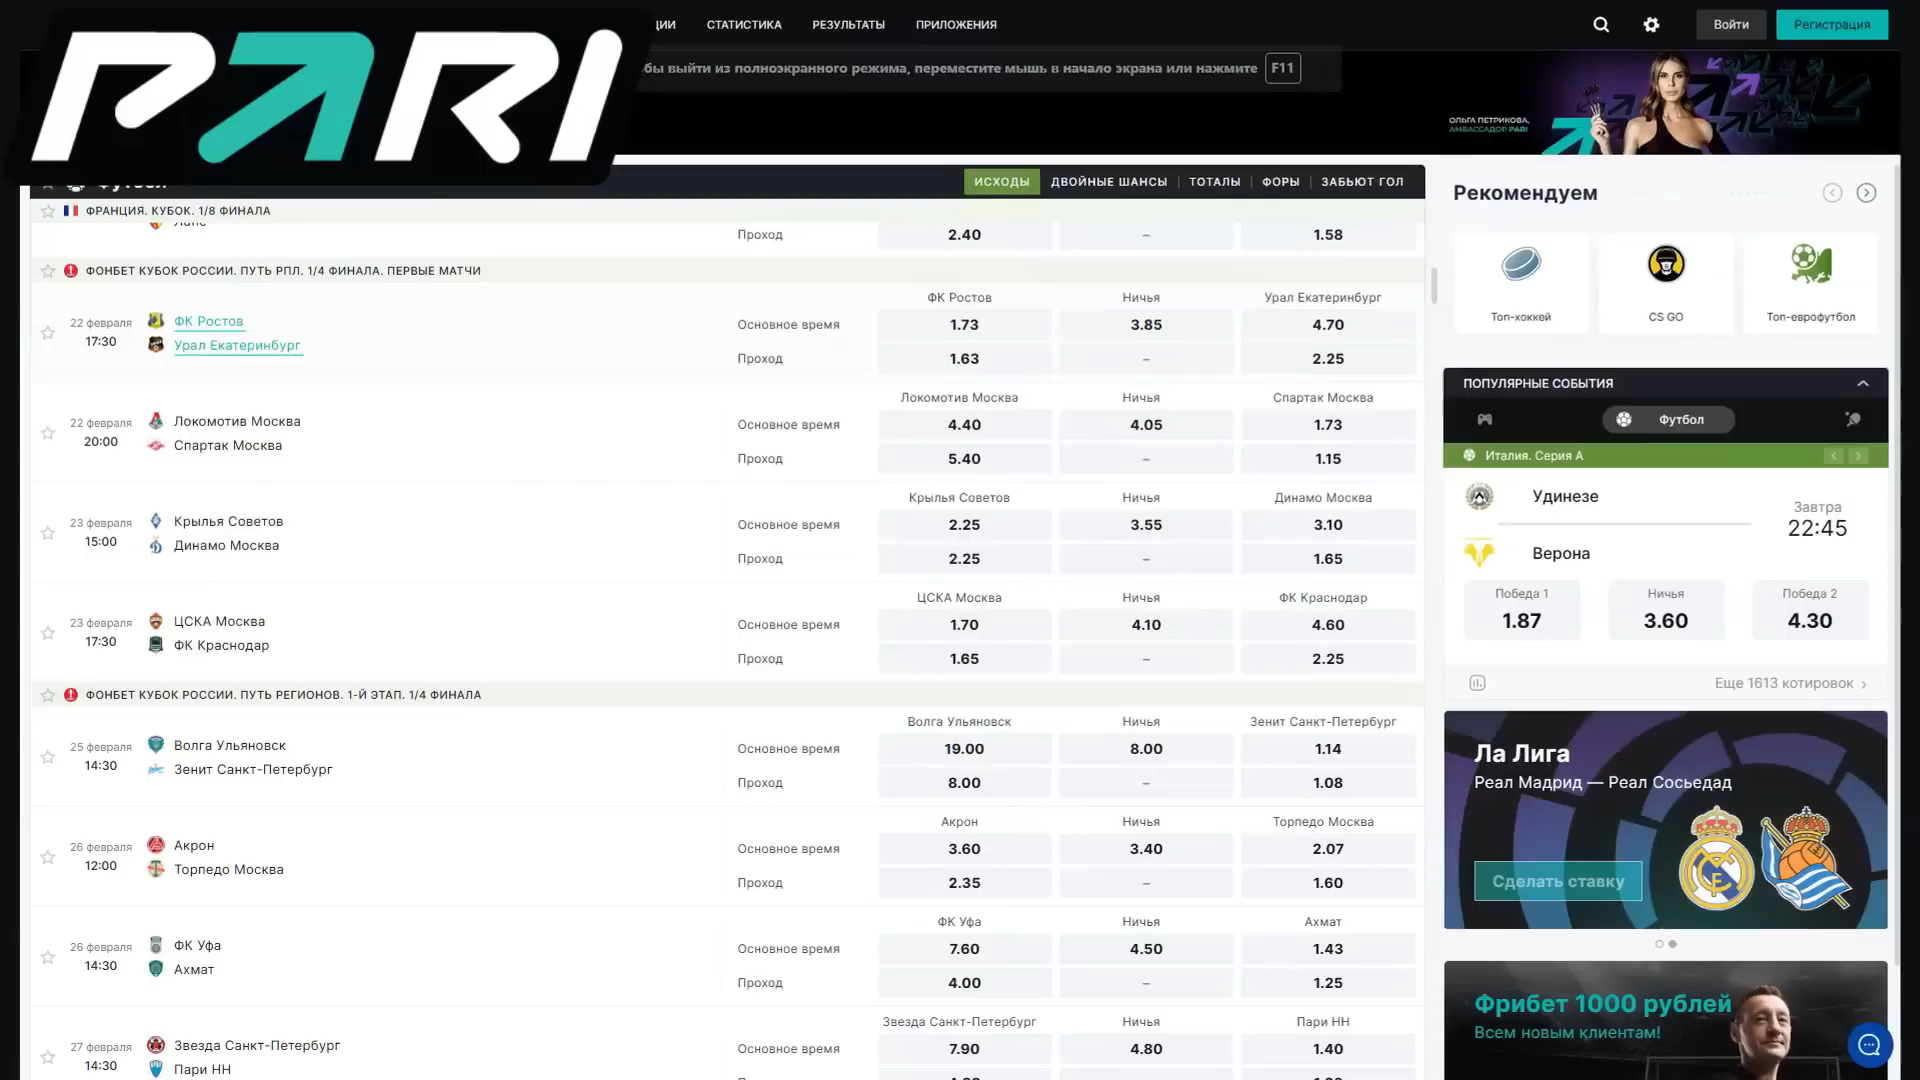 PARI
ЦИИ
СТАТИСТИКА
РЕЗУЛЬТАТЫ
ПРИЛОЖЕНИЯ
Войти
Регистрация
бы выйти из полноэкранного режима, переместите мышь в начало экрана или нажмите F11
ОЛЬГА ПЕТРИКОВА,
АМБАССАДОР PARI
ИСХОДЫ
ДВОЙНЫЕ ШАНСЫ
ТОТАЛЫ
ФОРЫ
ЗАБЬЮТ ГОЛ
ФРАНЦИЯ. КУБОК. 1/8 ФИНАЛА
Проход 2.40 – 1.58
ФОНБЕТ КУБОК РОССИИ. ПУТЬ РПЛ. 1/4 ФИНАЛА. ПЕРВЫЕ МАТЧИ
ФК Ростов Ничья Урал Екатеринбург
22 февраля
17:30
ФК Ростов
Урал Екатеринбург
Основное время 1.73 3.85 4.70
Проход 1.63 – 2.25
Локомотив Москва Ничья Спартак Москва
22 февраля
20:00
Локомотив Москва
Спартак Москва
Основное время 4.40 4.05 1.73
Проход 5.40 – 1.15
Крылья Советов Ничья Динамо Москва
23 февраля
15:00
Крылья Советов
Динамо Москва
Основное время 2.25 3.55 3.10
Проход 2.25 – 1.65
ЦСКА Москва Ничья ФК Краснодар
23 февраля
17:30
ЦСКА Москва
ФК Краснодар
Основное время 1.70 4.10 4.60
Проход 1.65 – 2.25
ФОНБЕТ КУБОК РОССИИ. ПУТЬ РЕГИОНОВ. 1-Й ЭТАП. 1/4 ФИНАЛА
Волга Ульяновск Ничья Зенит Санкт-Петербург
25 февраля
14:30
Волга Ульяновск
Зенит Санкт-Петербург
Основное время 19.00 8.00 1.14
Проход 8.00 – 1.08
Акрон Ничья Торпедо Москва
26 февраля
12:00
Акрон
Торпедо Москва
Основное время 3.60 3.40 2.07
Проход 2.35 – 1.60
ФК Уфа Ничья Ахмат
26 февраля
14:30
ФК Уфа
Ахмат
Основное время 7.60 4.50 1.43
Проход 4.00 – 1.25
Звезда Санкт-Петербург Ничья Пари НН
27 февраля
14:30
Звезда Санкт-Петербург
Пари НН
Основное время 7.90 4.80 1.40
Рекомендуем
Топ-хоккей
CS GO
Топ-еврофутбол
ПОПУЛЯРНЫЕ СОБЫТИЯ
Футбол
Италия. Серия А
Удинезе
Верона
Завтра
22:45
Победа 1 Ничья Победа 2
1.87 3.60 4.30
Еще 1613 котировок
Ла Лига
Реал Мадрид — Реал Сосьедад
Сделать ставку
Фрибет 1000 рублей
Всем новым клиентам!